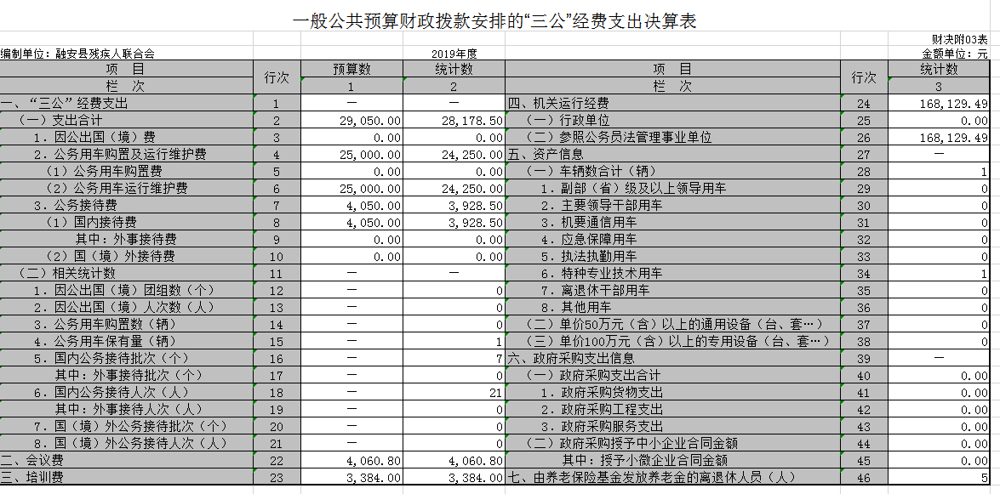 一般公共预算财政拨款安排的“三公”经费支出决算表
财决附03表
编制单位：融安县残疾人联合会 2019年度 金额单位：元
项 目 行次 预算数 统计数 项 目 行次 统计数
栏 次 1 2 栏 次 3
一、“三公”经费支出 1 — — 四、机关运行经费 24 168,129.49
（一）支出合计 2 29,050.00 28,178.50 （一）行政单位 25 0.00
1．因公出国（境）费 3 0.00 0.00 （二）参照公务员法管理事业单位 26 168,129.49
2．公务用车购置及运行维护费 4 25,000.00 24,250.00 五、资产信息 27 —
（1）公务用车购置费 5 0.00 0.00 （一）车辆数合计（辆） 28 1
（2）公务用车运行维护费 6 25,000.00 24,250.00 1．副部（省）级及以上领导用车 29 0
3．公务接待费 7 4,050.00 3,928.50 2．主要领导干部用车 30 0
（1）国内接待费 8 4,050.00 3,928.50 3．机要通信用车 31 0
其中：外事接待费 9 0.00 0.00 4．应急保障用车 32 0
（2）国（境）外接待费 10 0.00 0.00 5．执法执勤用车 33 0
（二）相关统计数 11 — — 6．特种专业技术用车 34 1
1．因公出国（境）团组数（个） 12 — 0 7．离退休干部用车 35 0
2．因公出国（境）人次数（人） 13 — 0 8．其他用车 36 0
3．公务用车购置数（辆） 14 — 0 （二）单价50万元（含）以上的通用设备（台、套…） 37 0
4．公务用车保有量（辆） 15 — 1 （三）单价100万元（含）以上的专用设备（台、套…） 38 0
5．国内公务接待批次（个） 16 — 7 六、政府采购支出信息 39 —
其中：外事接待批次（个） 17 — 0 （一）政府采购支出合计 40 0.00
6．国内公务接待人次（人） 18 — 21 1．政府采购货物支出 41 0.00
其中：外事接待人次（人） 19 — 0 2．政府采购工程支出 42 0.00
7．国（境）外公务接待批次（个） 20 — 0 3．政府采购服务支出 43 0.00
8．国（境）外公务接待人次（人） 21 — 0 （二）政府采购授予中小企业合同金额 44 0.00
二、会议费 22 4,060.80 4,060.80 其中：授予小微企业合同金额 45 0.00
三、培训费 23 3,384.00 3,384.00 七、由养老保险基金发放养老金的离退休人员（人） 46 5